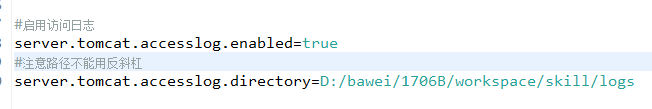 #启用访问日志
server.tomcat.accesslog.enabled=true
#注意路径不能用反斜杠
server.tomcat.accesslog.directory=D:/bawei/1706B/workspace/skill/logs